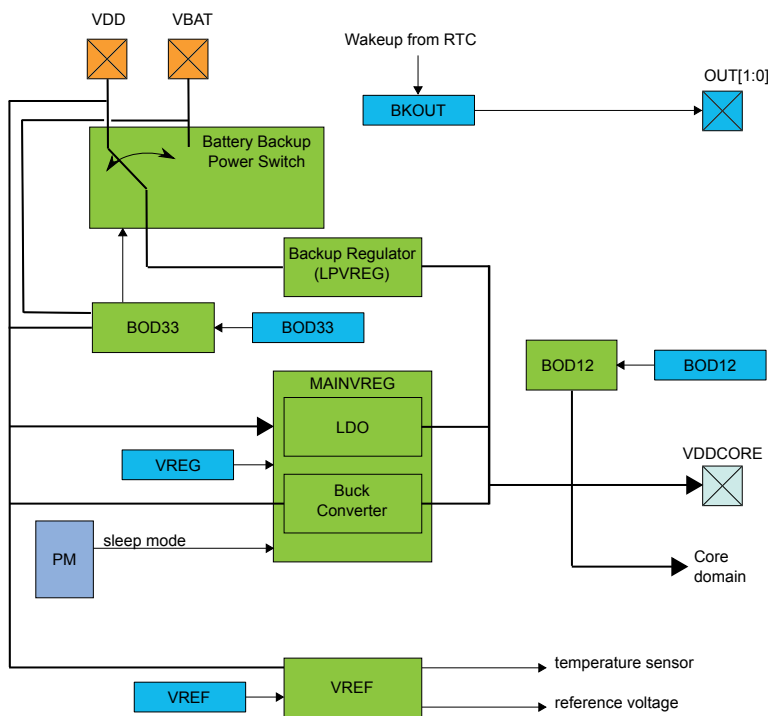 VDD
VBAT
Wakeup from RTC
OUT[1:0]
BKOUT
Battery Backup
Power Switch
Backup Regulator
(LPVREG)
BOD33
BOD33
BOD12
BOD12
MAINVREG
LDO
VREG
Buck
Converter
VDDCORE
sleep mode
PM
Core
domain
temperature sensor
VREF
VREF
reference voltage